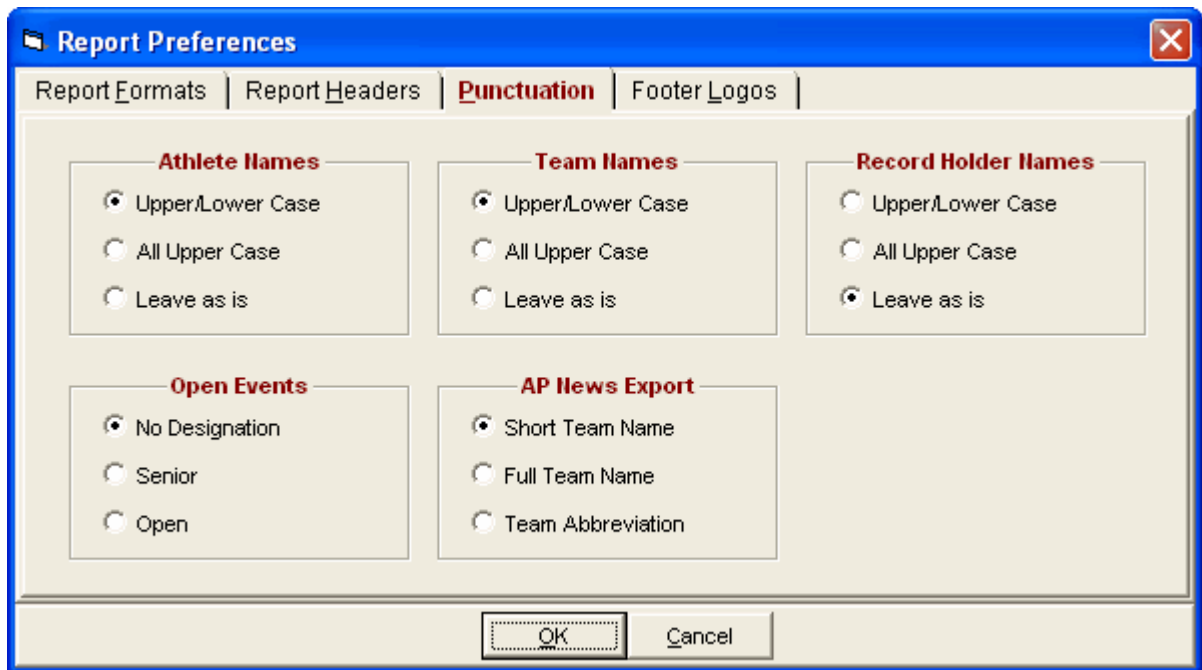 Report Preferences
Report Formats Report Headers Punctuation Footer Logos
Athlete Names Team Names Record Holder Names
Upper/Lower Case Upper/Lower Case Upper/Lower Case
All Upper Case All Upper Case All Upper Case
Leave as is Leave as is Leave as is
Open Events AP News Export
No Designation Short Team Name
Senior Full Team Name
Open Team Abbreviation
OK Cancel